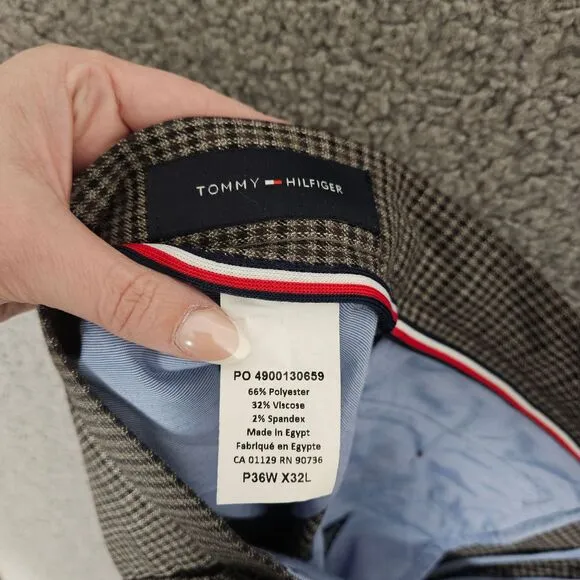 TOMMY HILFIGER
PO 4900130659
66% Polyester
32% Viscose
2% Spandex
Made in Egypt
Fabriqué en Egypte
CA 01129 RN 90736
P36W X32L